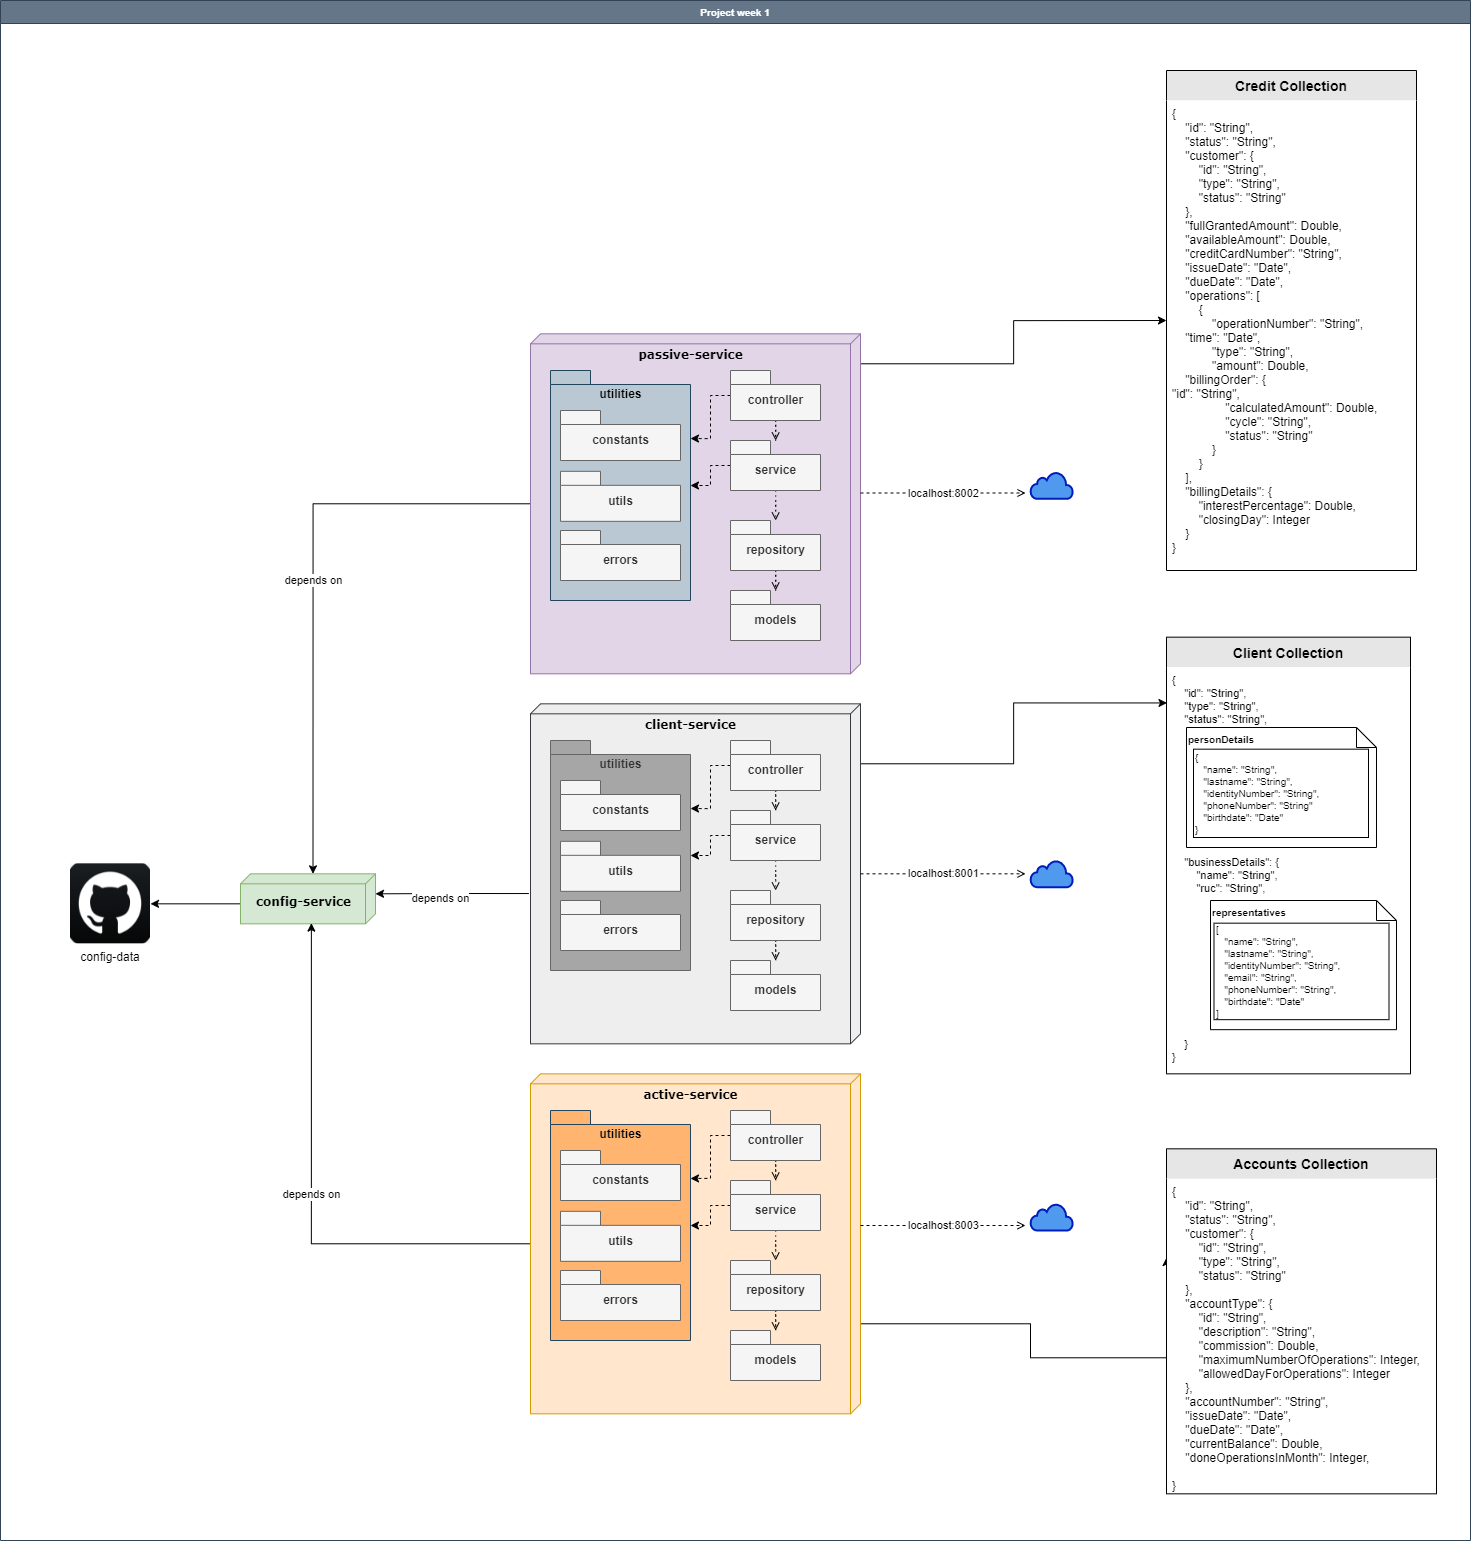 Project week 1
Credit Collection
{
"id": "String",
"status": "String",
"customer": {
"id": "String",
"type": "String",
"status": "String"
},
"fullGrantedAmount": Double,
"availableAmount": Double,
"creditCardNumber": "String",
"issueDate": "Date",
"dueDate": "Date",
"operations": [
{
"operationNumber": "String",
"time": "Date",
"type": "String",
"amount": Double,
"billingOrder": {
"id": "String",
"calculatedAmount": Double,
"cycle": "String",
"status": "String"
}
}
],
"billingDetails": {
"interestPercentage": Double,
"closingDay": Integer
}
}
passive-service
utilities
constants
utils
errors
controller
service
repository
models
localhost:8002
depends on
Client Collection
{
"id": "String",
"type": "String",
"status": "String",
personDetails
{
"name": "String",
"lastname": "String",
"identityNumber": "String",
"phoneNumber": "String"
"birthdate": "Date"
}
"businessDetails": {
"name": "String",
"ruc": "String",
representatives
[
"name": "String",
"lastname": "String",
"identityNumber": "String",
"email": "String",
"phoneNumber": "String",
"birthdate": "Date"
]
}
}
client-service
utilities
constants
utils
errors
controller
service
repository
models
localhost:8001
depends on
config-service
config-data
active-service
utilities
constants
utils
errors
controller
service
repository
models
localhost:8003
depends on
Accounts Collection
{
"id": "String",
"status": "String",
"customer": {
"id": "String",
"type": "String",
"status": "String"
},
"accountType": {
"id": "String",
"description": "String",
"commission": Double,
"maximumNumberOfOperations": Integer,
"allowedDayForOperations": Integer
},
"accountNumber": "String",
"issueDate": "Date",
"dueDate": "Date",
"currentBalance": Double,
"doneOperationsInMonth": Integer,
}